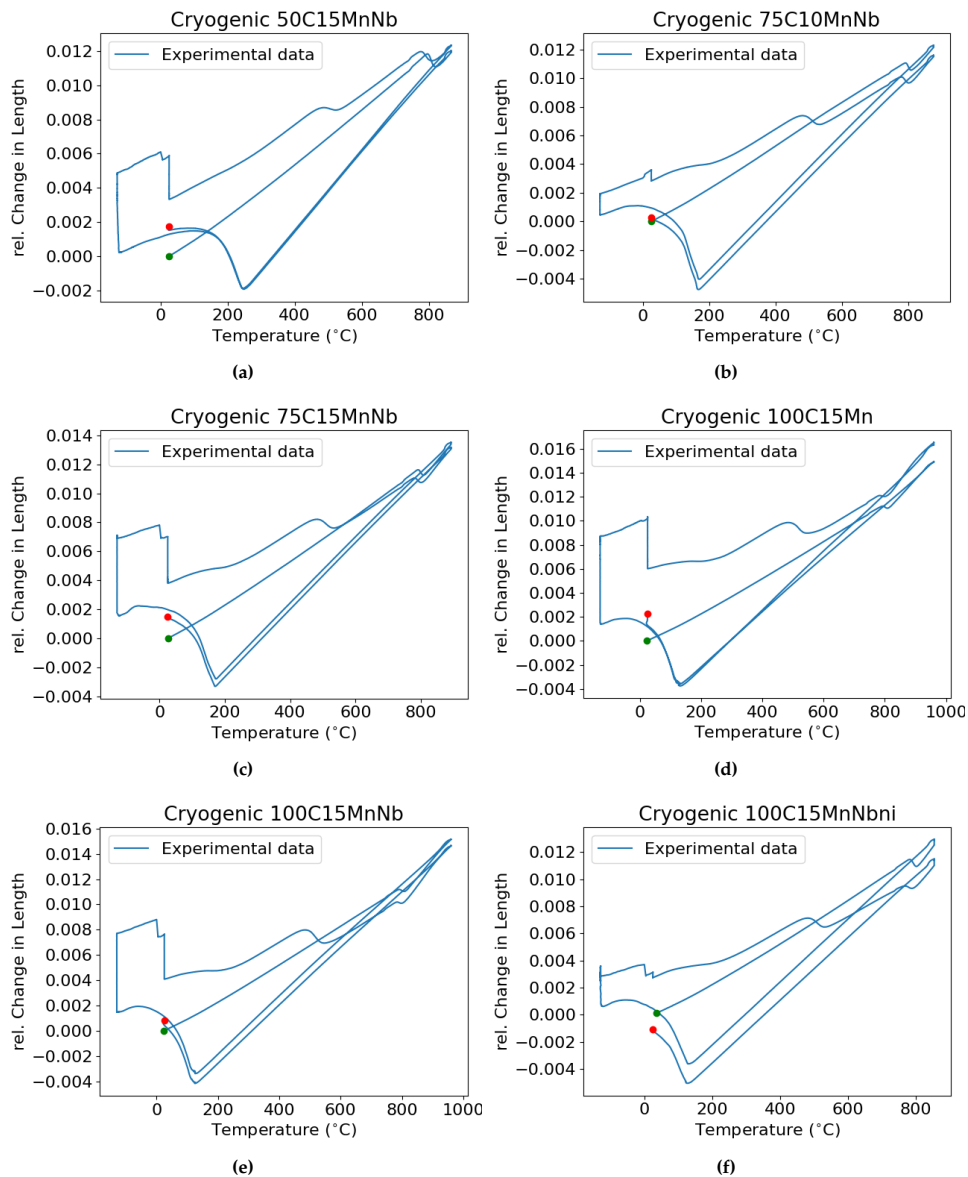 Cryogenic 50C15MnNb
Experimental data
0.012
0.010
0.008
0.006
0.004
0.002
0.000
−0.002
rel. Change in Length
0 200 400 600 800
Temperature (°C)
(a)
Cryogenic 75C10MnNb
Experimental data
0.012
0.010
0.008
0.006
0.004
0.002
0.000
−0.002
−0.004
rel. Change in Length
0 200 400 600 800
Temperature (°C)
(b)
Cryogenic 75C15MnNb
Experimental data
0.014
0.012
0.010
0.008
0.006
0.004
0.002
0.000
−0.002
−0.004
rel. Change in Length
0 200 400 600 800
Temperature (°C)
(c)
Cryogenic 100C15Mn
Experimental data
0.016
0.014
0.012
0.010
0.008
0.006
0.004
0.002
0.000
−0.002
−0.004
rel. Change in Length
0 200 400 600 800 1000
Temperature (°C)
(d)
Cryogenic 100C15MnNb
Experimental data
0.016
0.014
0.012
0.010
0.008
0.006
0.004
0.002
0.000
−0.002
−0.004
rel. Change in Length
0 200 400 600 800 1000
Temperature (°C)
(e)
Cryogenic 100C15MnNbni
Experimental data
0.012
0.010
0.008
0.006
0.004
0.002
0.000
−0.002
−0.004
rel. Change in Length
0 200 400 600 800
Temperature (°C)
(f)